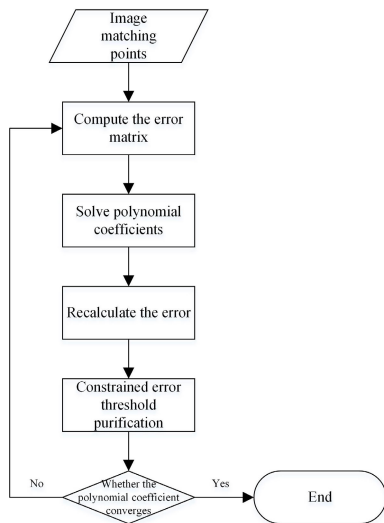 Image
matching
points
Compute the error
matrix
Solve polynomial
coefficients
Recalculate the error
Constrained error
threshold
purification
No
Whether the
polynomial coefficient
converges
Yes
End